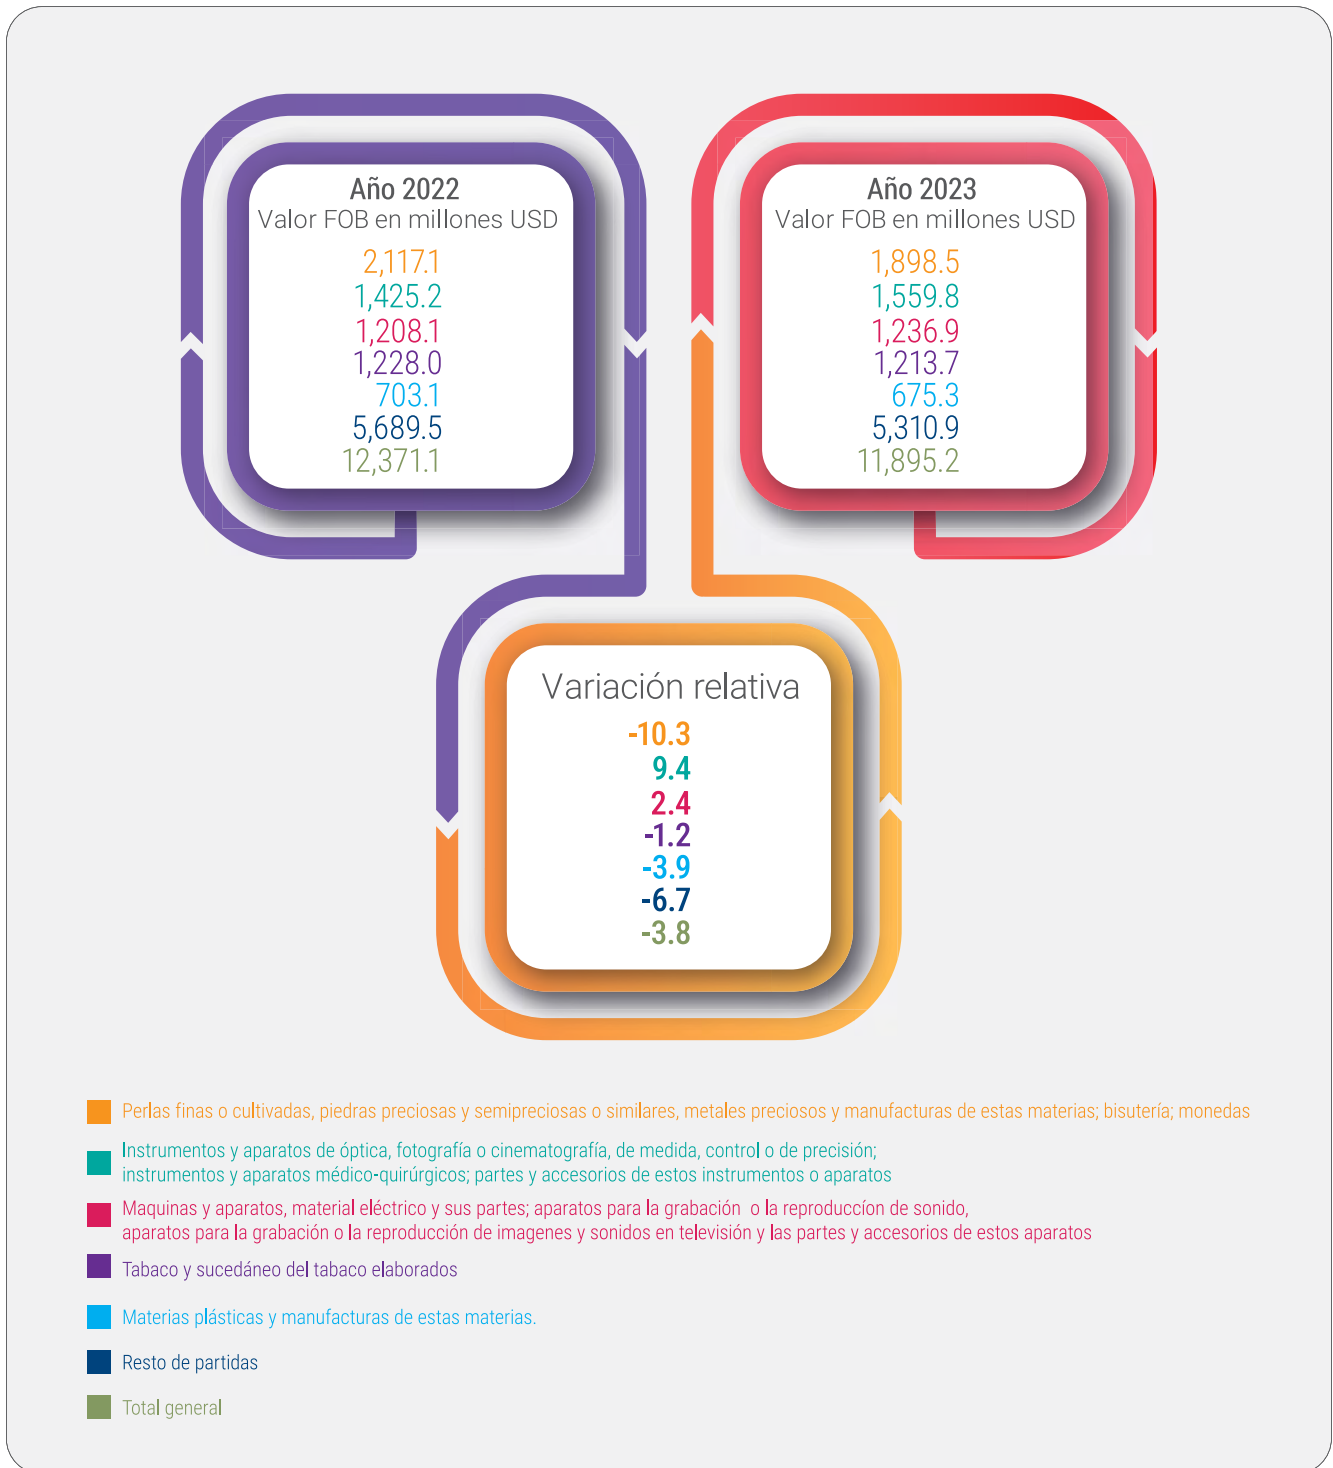 Año 2022
Valor FOB en millones USD
2,117.1
1,425.2
1,208.1
1,228.0
703.1
5,689.5
12,371.1
Año 2023
Valor FOB en millones USD
1,898.5
1,559.8
1,236.9
1,213.7
675.3
5,310.9
11,895.2
Variación relativa
-10.3
9.4
2.4
-1.2
-3.9
-6.7
-3.8
Perlas finas o cultivadas, piedras preciosas y semipreciosas o similares, metales preciosos y manufacturas de estas materias; bisutería; monedas
Instrumentos y aparatos de óptica, fotografía o cinematografía, de medida, control o de precisión;
instrumentos y aparatos médico-quirúrgicos; partes y accesorios de estos instrumentos o aparatos
Maquinas y aparatos, material eléctrico y sus partes; aparatos para la grabación o la reproduccíon de sonido,
aparatos para la grabación o la reproducción de imagenes y sonidos en televisión y las partes y accesorios de estos aparatos
Tabaco y sucedáneo del tabaco elaborados
Materias plásticas y manufacturas de estas materias.
Resto de partidas
Total general